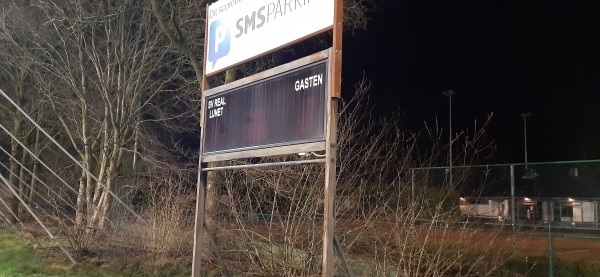 P SMSPARKI
SV REAL
LUNET
GASTEN